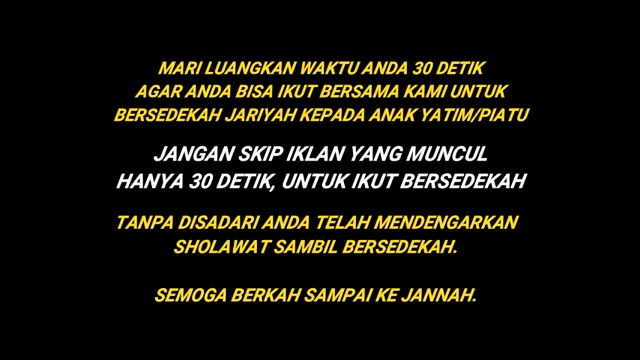 MARI LUANGKAN WAKTU ANDA 30 DETIK
AGAR ANDA BISA IKUT BERSAMA KAMI UNTUK
BERSEDEKAH JARIYAH KEPADA ANAK YATIM/PIATU
JANGAN SKIP IKLAN YANG MUNCUL
HANYA 30 DETIK, UNTUK IKUT BERSEDEKAH
TANPA DISADARI ANDA TELAH MENDENGARKAN
SHOLAWAT SAMBIL BERSEDEKAH.
SEMOGA BERKAH SAMPAI KE JANNAH.